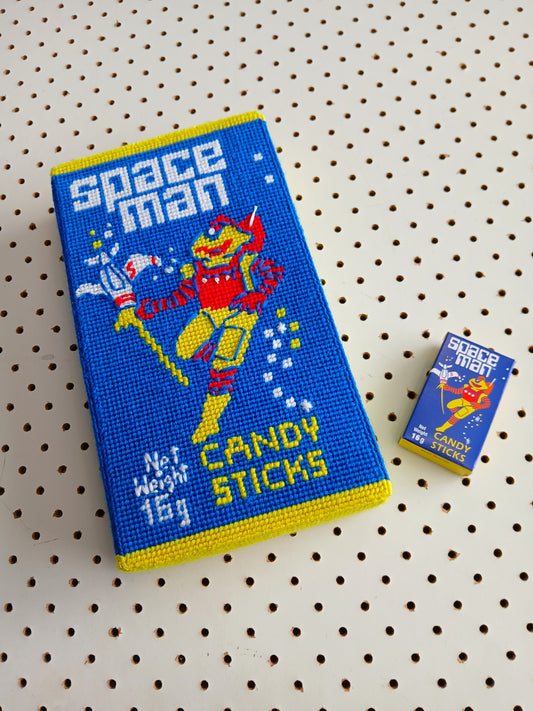 space
man
Net
Weight
16g
CANDY
STICKS
space
man
Net
Weight
16g
CANDY
STICKS